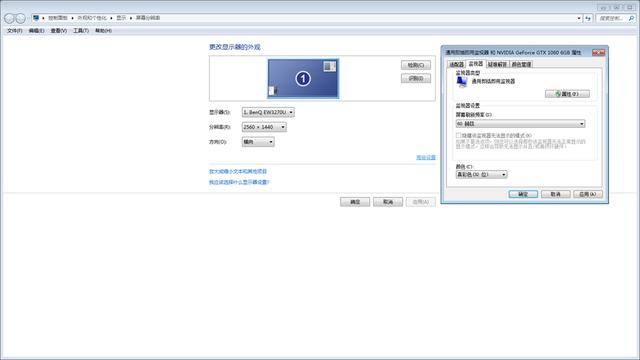 控制面板 ▸ 外观和个性化 ▸ 显示 ▸ 屏幕分辨率
搜索控制...
文件(F) 编辑(E) 查看(V) 工具(T) 帮助(H)
更改显示器的外观
1
检测(C)
识别(I)
显示器(S): 1. BenQ EW3270U
分辨率(R): 2560 × 1440
方向(O): 横向
高级设置
放大或缩小文本和其他项目
我应该选择什么显示器设置?
确定 取消 应用(A)
通用即插即用监视器 和 NVIDIA GeForce GTX 1060 6GB 属性
适配器 监视器 疑难解答 颜色管理
监视器类型
通用即插即用监视器
属性(P)
监视器设置
屏幕刷新频率(S):
60 赫兹
隐藏该监视器无法显示的模式(H)
颜色(C):
真彩色(32 位)
确定 取消 应用(A)